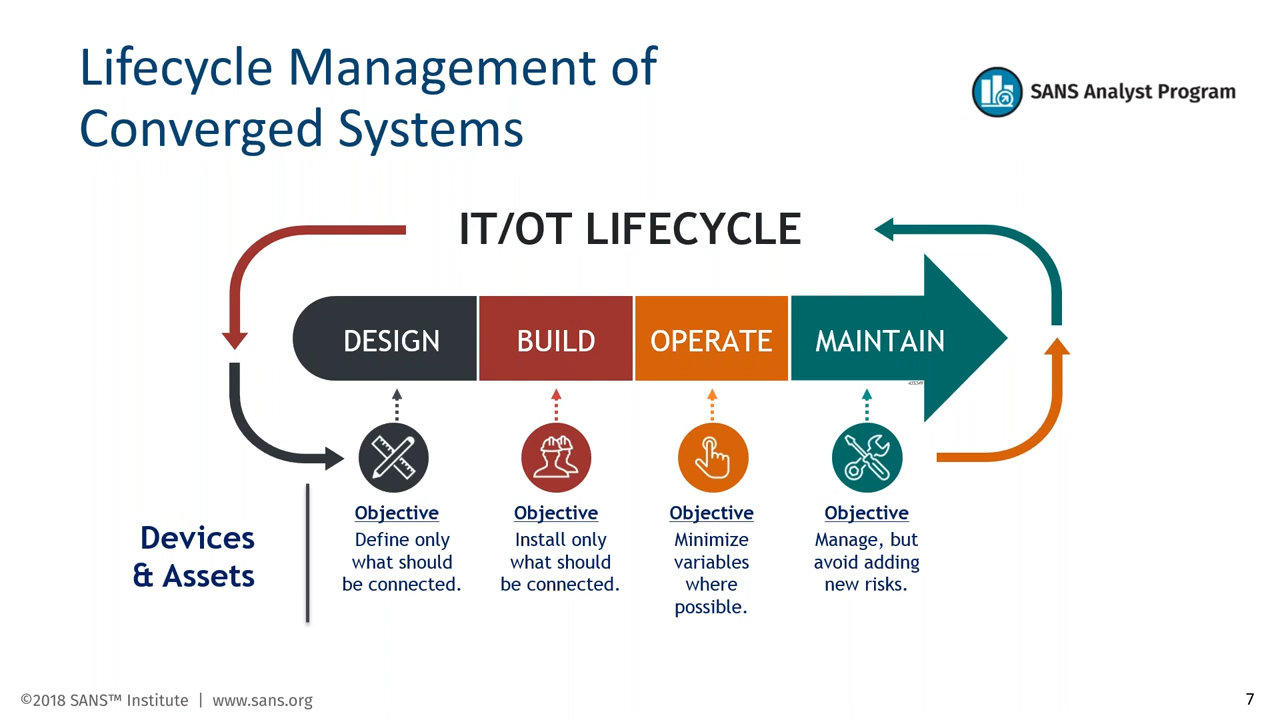 Lifecycle Management of
Converged Systems
SANS Analyst Program
IT/OT LIFECYCLE
DESIGN
BUILD
OPERATE
MAINTAIN
Devices
& Assets
Objective
Define only
what should
be connected.
Objective
Install only
what should
be connected.
Objective
Minimize
variables
where
possible.
Objective
Manage, but
avoid adding
new risks.
©2018 SANS™ Institute | www.sans.org
7